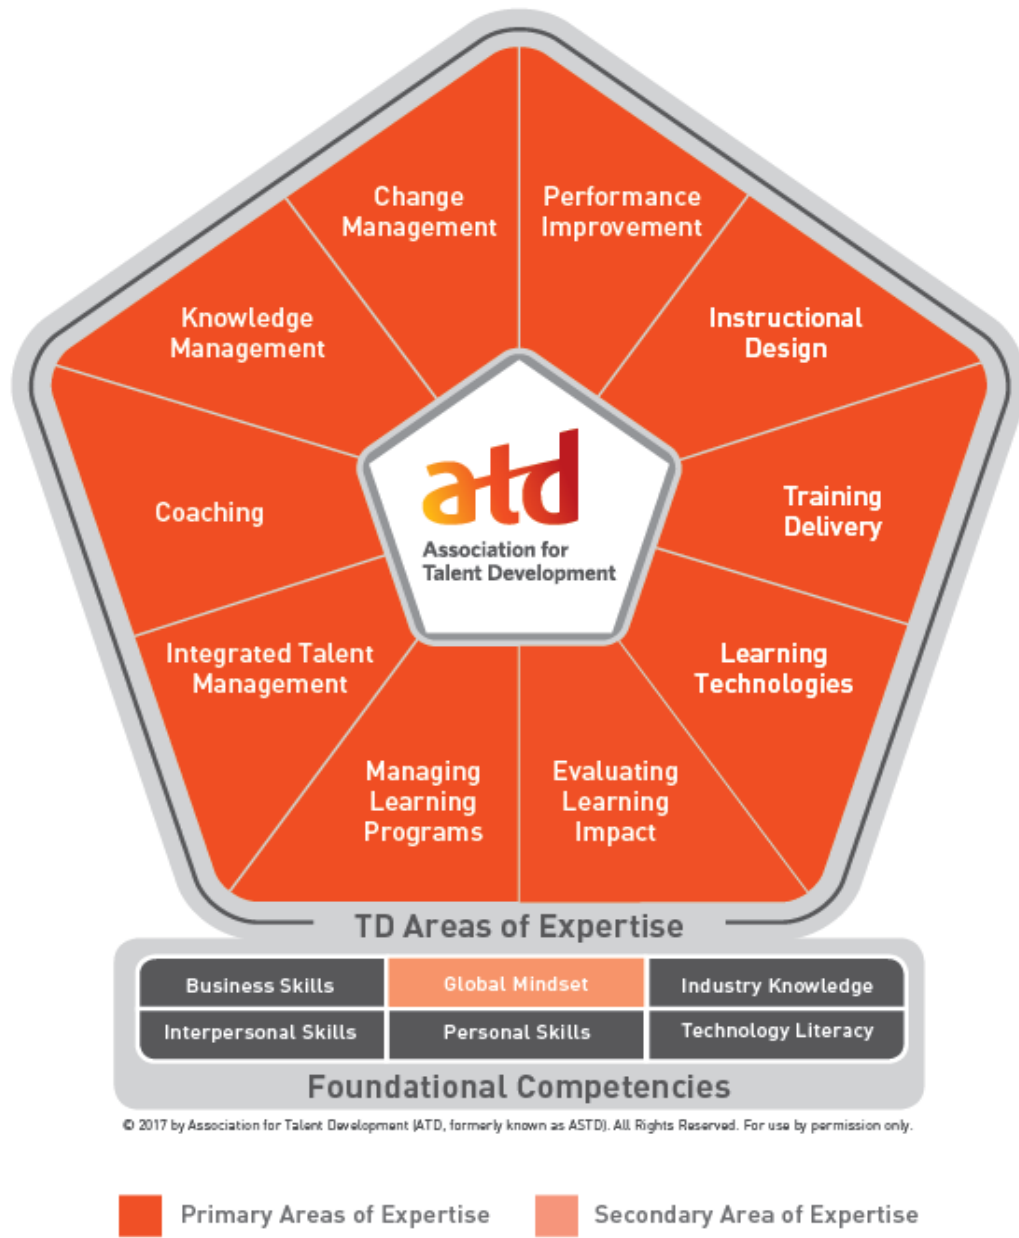 Change
Management
Performance
Improvement
Knowledge
Management
Instructional
Design
Coaching
atd
Association for
Talent Development
Training
Delivery
Integrated Talent
Management
Learning
Technologies
Managing
Learning
Programs
Evaluating
Learning
Impact
TD Areas of Expertise
Business Skills
Global Mindset
Industry Knowledge
Interpersonal Skills
Personal Skills
Technology Literacy
Foundational Competencies
© 2017 by Association for Talent Development (ATD, formerly known as ASTD). All Rights Reserved. For use by permission only.
Primary Areas of Expertise
Secondary Area of Expertise